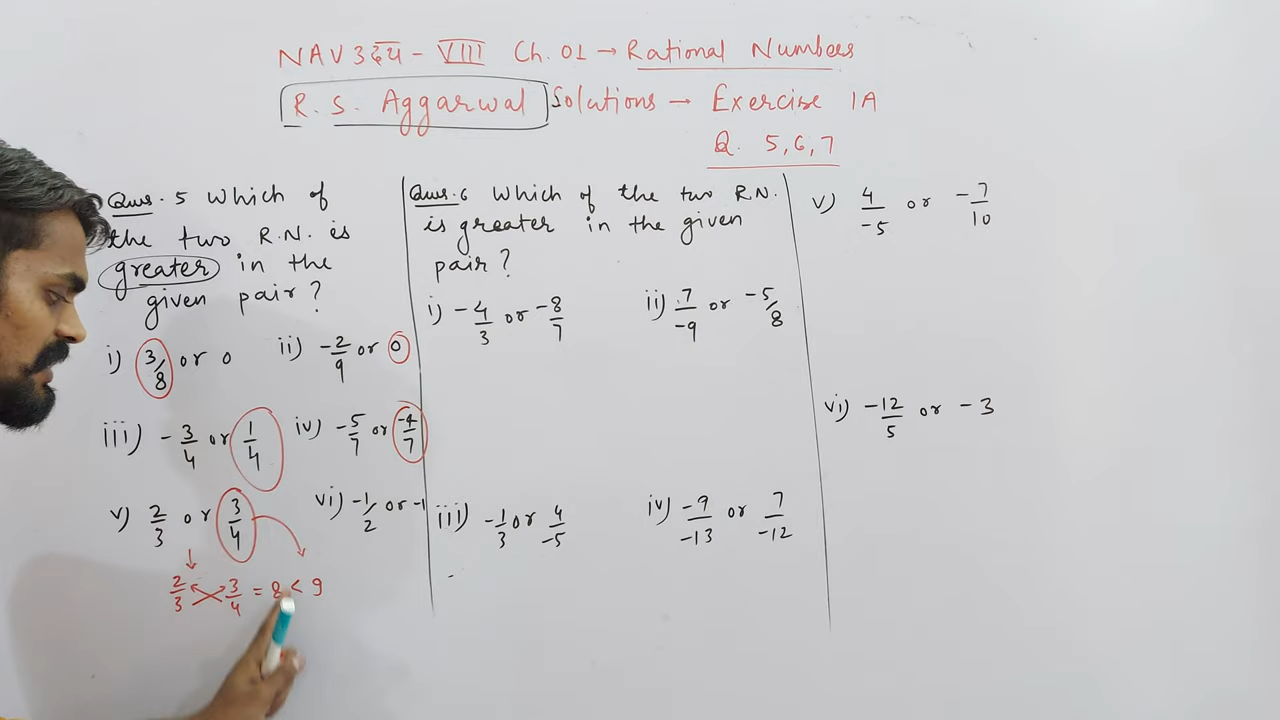 NAV उदय - VIII Ch. 01 → Rational Numbers
R. S. Aggarwal Solutions → Exercise 1A
Q. 5,6,7
Ques. 5 Which of
the two R.N. is
greater in the
given pair?
i) 3/8 or 0 ii) -2/9 or 0
iii) -3/4 or 1/4 iv) -5/7 or -4/7
v) 2/3 or 3/4 vi) -1/2 or -1
2/3 3/4 = 8 < 9
Ques. 6 Which of the two R.N.
is greater in the given
pair?
i) -4/3 or -8/7 ii) 7/-9 or -5/8
iii) -1/3 or 4/-5 iv) -9/-13 or 7/-12
v) 4/-5 or -7/10
vi) -12/5 or -3